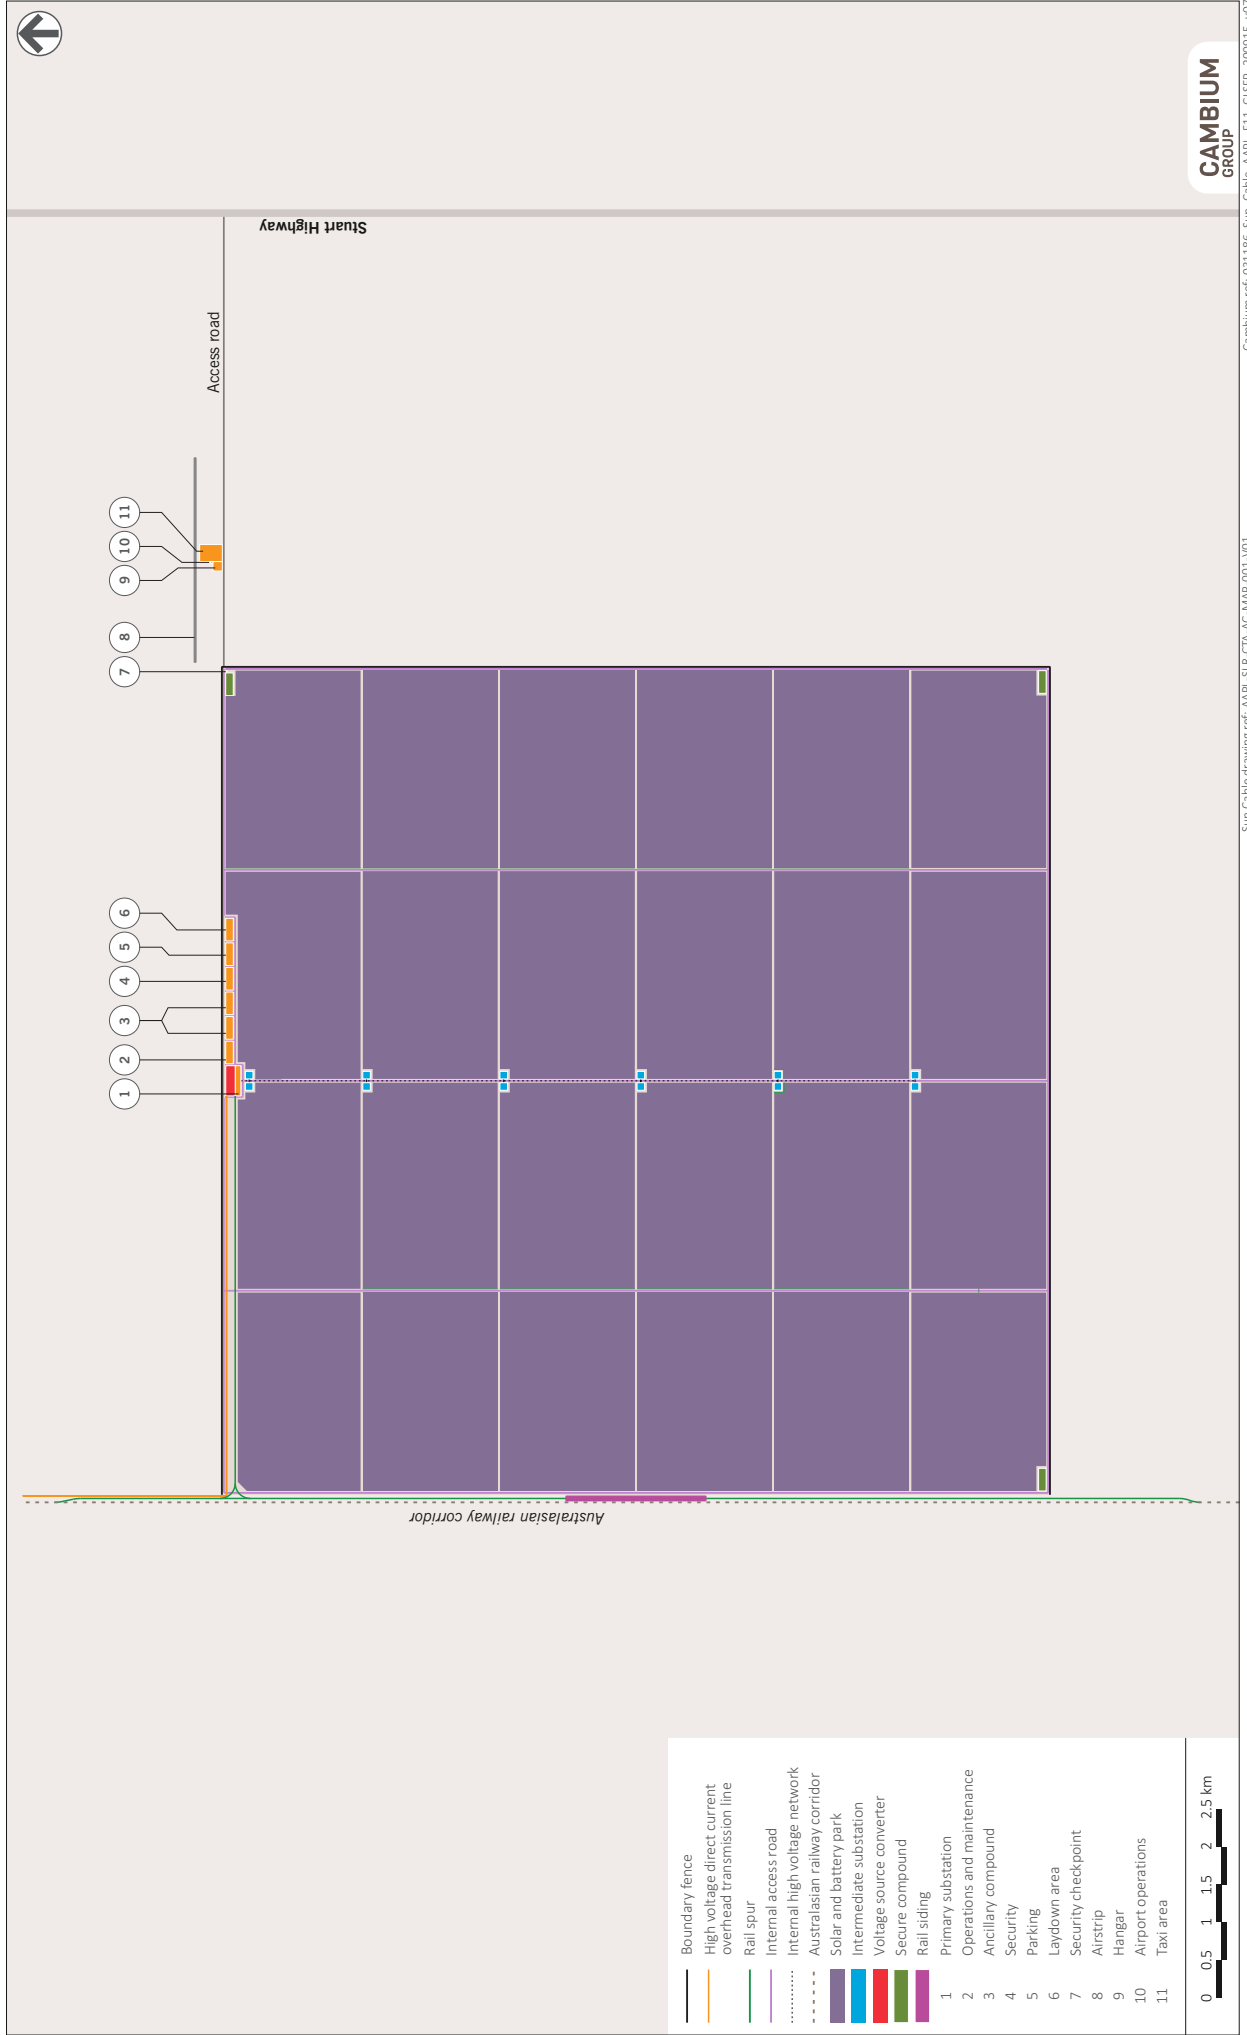 CAMBIUM
GROUP
Stuart Highway
Access road
Australasian railway corridor
1
2
3
4
5
6
7
8
9
10
11
Boundary fence
High voltage direct current
overhead transmission line
Rail spur
Internal access road
Internal high voltage network
Australasian railway corridor
Solar and battery park
Intermediate substation
Voltage source converter
Secure compound
Rail siding
1 Primary substation
2 Operations and maintenance
3 Ancillary compound
4 Security
5 Parking
6 Laydown area
7 Security checkpoint
8 Airstrip
9 Hangar
10 Airport operations
11 Taxi area
0 0.5 1 1.5 2 2.5 km